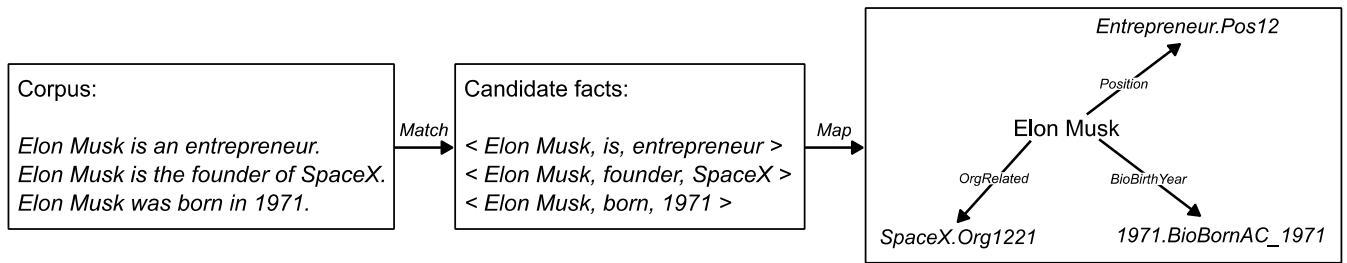 Corpus:
Elon Musk is an entrepreneur.
Elon Musk is the founder of SpaceX.
Elon Musk was born in 1971.
Match
Candidate facts:
< Elon Musk, is, entrepreneur >
< Elon Musk, founder, SpaceX >
< Elon Musk, born, 1971 >
Map
Entrepreneur.Pos12
Position
Elon Musk
OrgRelated
BioBirthYear
SpaceX.Org1221
1971.BioBornAC_1971